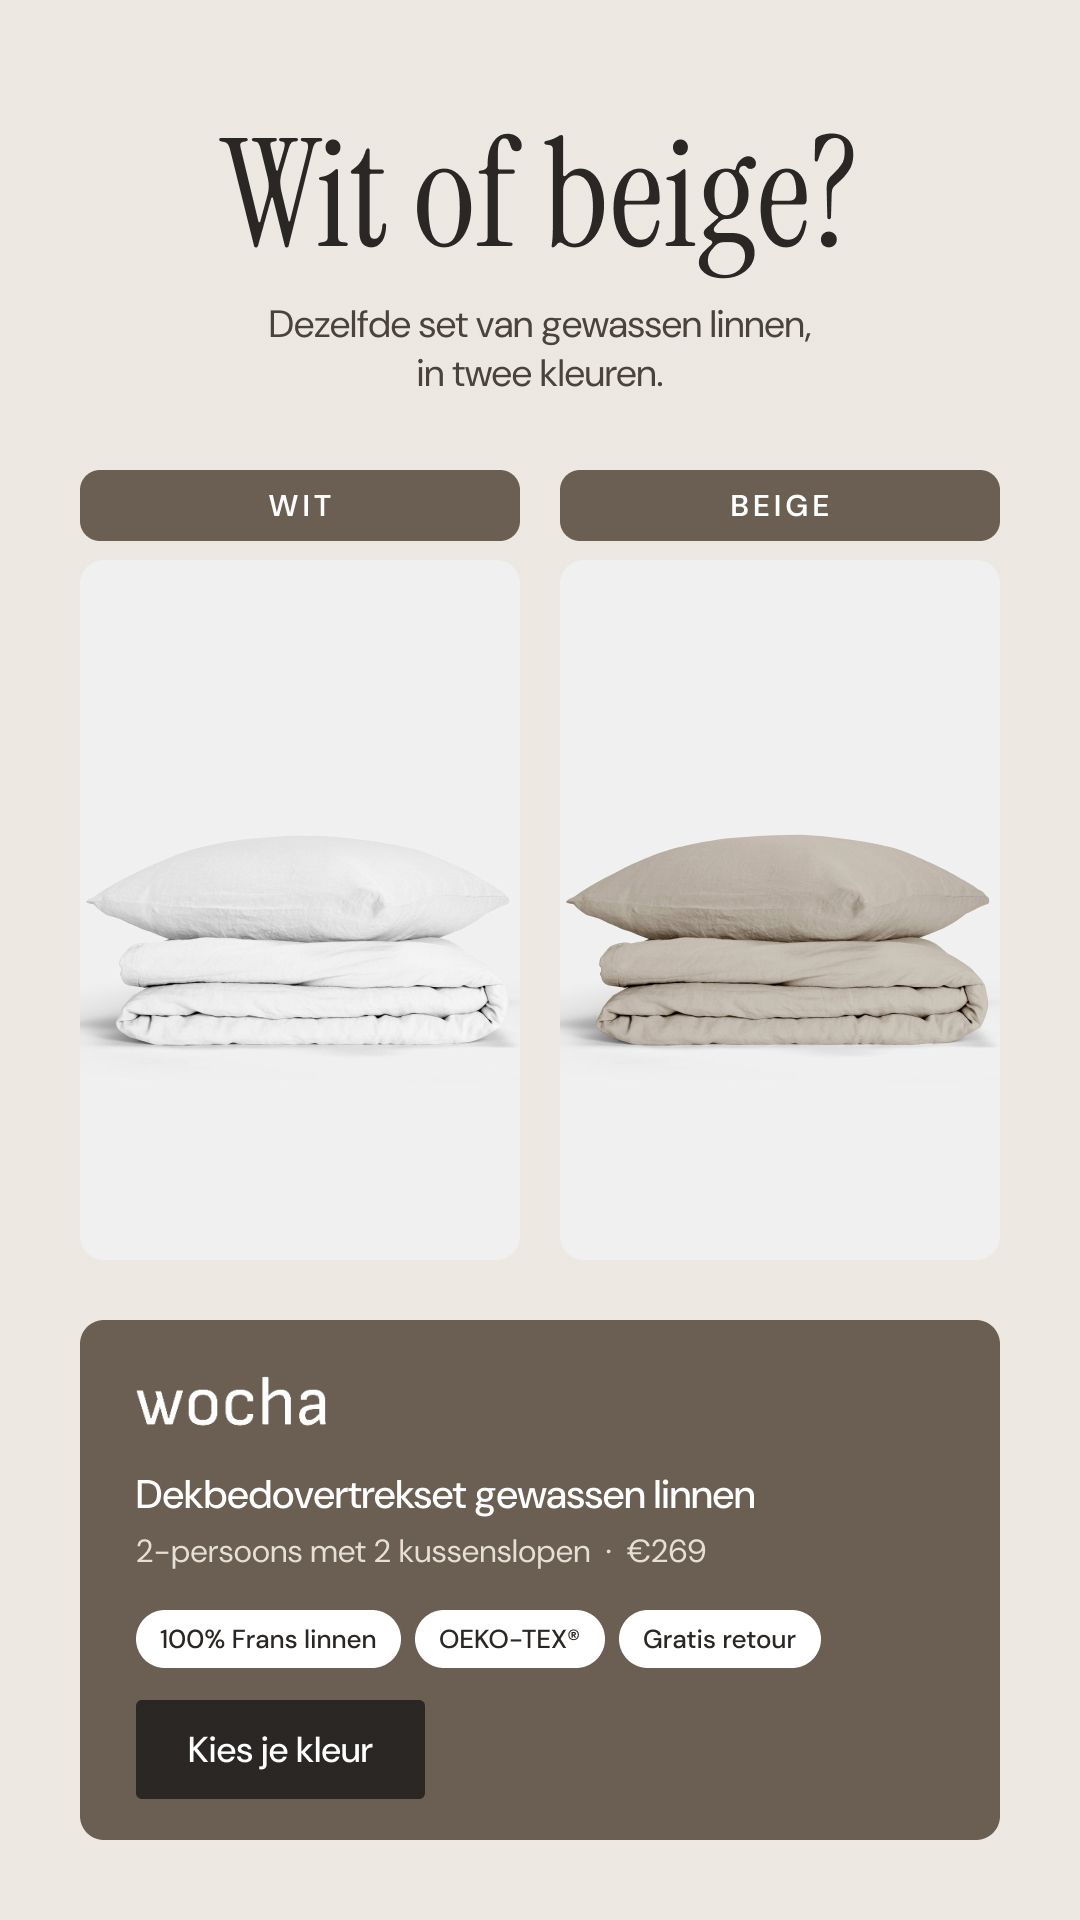 Wit of beige?
Dezelfde set van gewassen linnen,
in twee kleuren.
WIT
BEIGE
wocha
Dekbedovertrekset gewassen linnen
2-persoons met 2 kussenslopen · €269
100% Frans linnen
OEKO-TEX®
Gratis retour
Kies je kleur